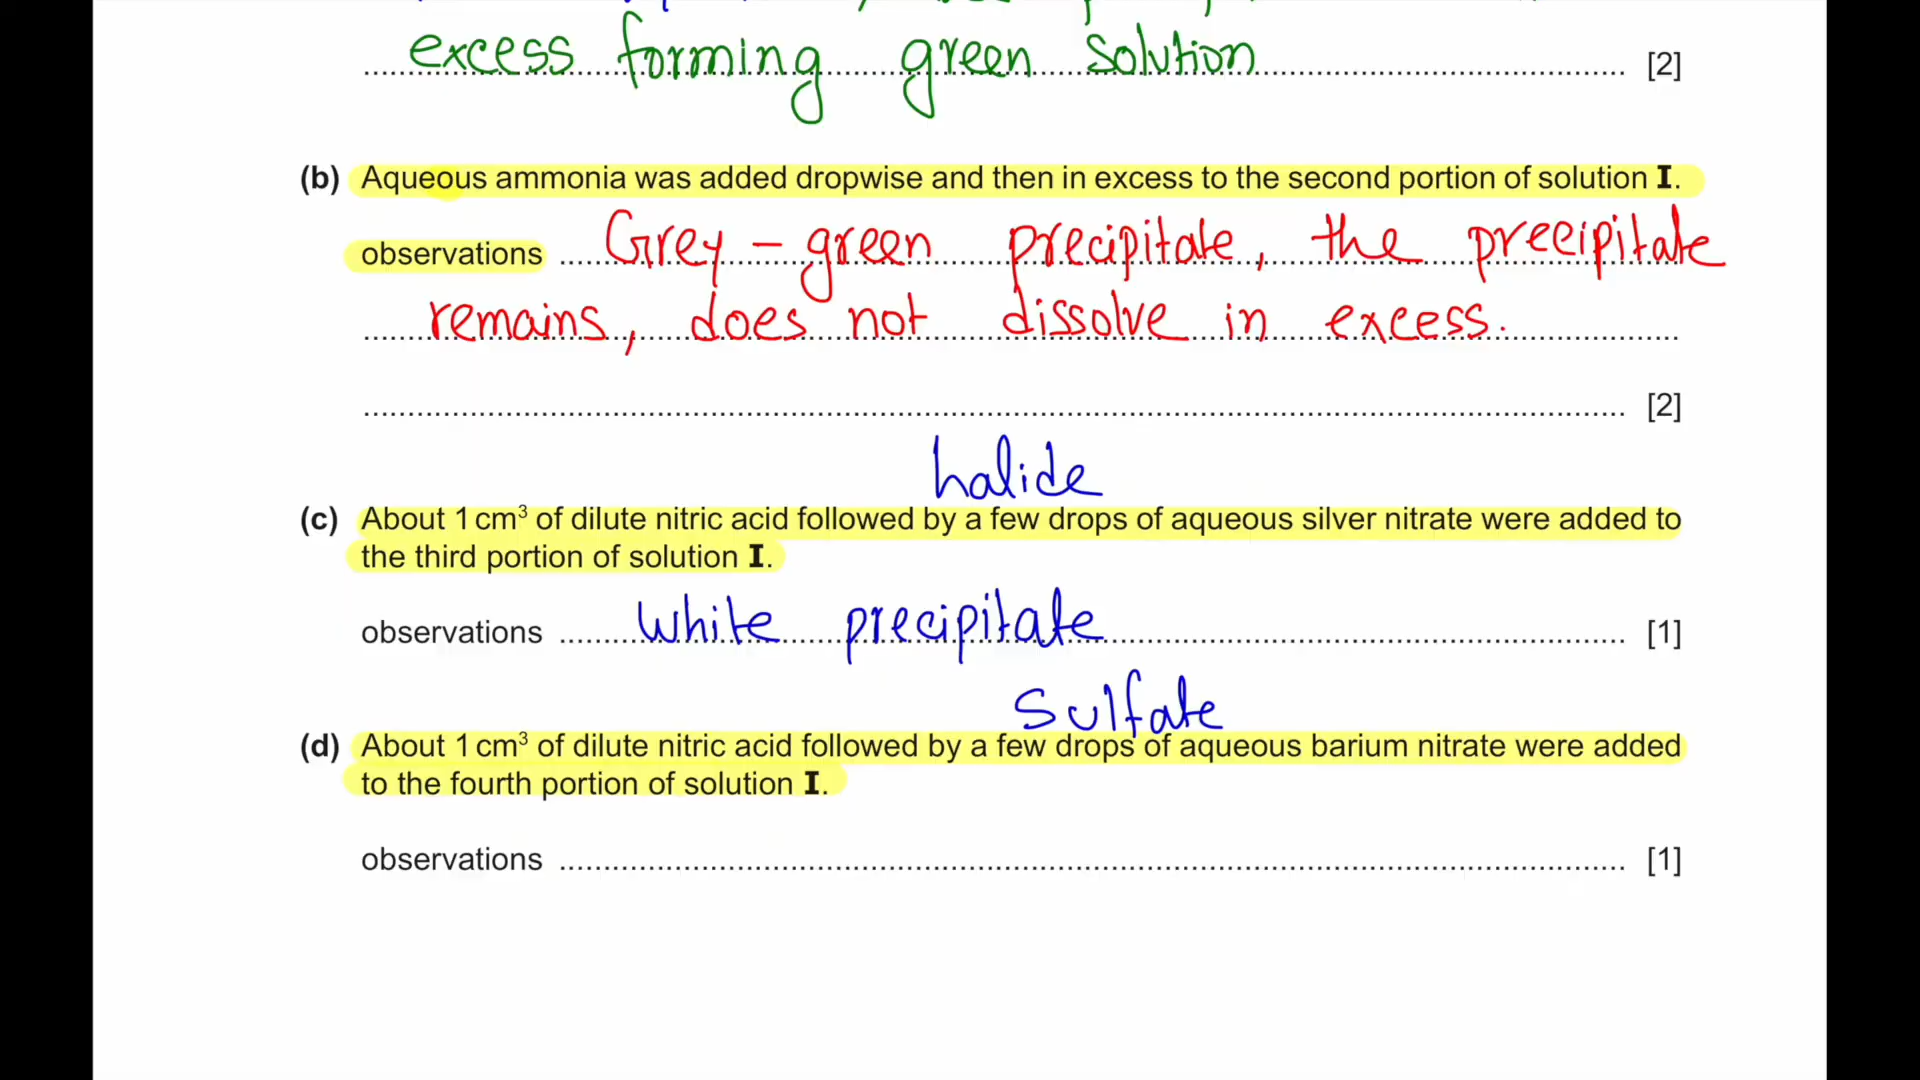 excess forming green solution [2]
(b) Aqueous ammonia was added dropwise and then in excess to the second portion of solution I.
observations Grey-green precipitate, the precipitate
remains, does not dissolve in excess.
[2]
halide
(c) About 1 cm³ of dilute nitric acid followed by a few drops of aqueous silver nitrate were added to
the third portion of solution I.
observations white precipitate [1]
sulfate
(d) About 1 cm³ of dilute nitric acid followed by a few drops of aqueous barium nitrate were added
to the fourth portion of solution I.
observations [1]